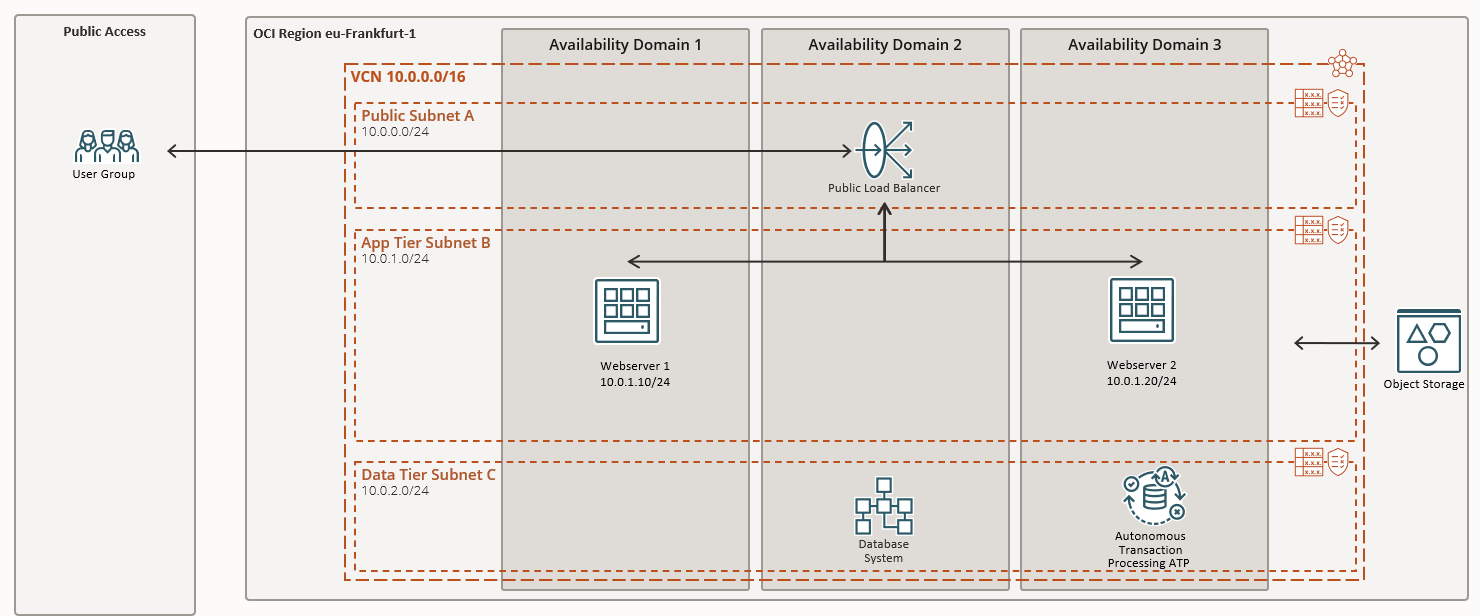 Public Access
OCI Region eu-Frankfurt-1
Availability Domain 1
Availability Domain 2
Availability Domain 3
VCN 10.0.0.0/16
Public Subnet A
10.0.0.0/24
User Group
Public Load Balancer
App Tier Subnet B
10.0.1.0/24
Webserver 1
10.0.1.10/24
Webserver 2
10.0.1.20/24
Object Storage
Data Tier Subnet C
10.0.2.0/24
Database
System
A
Autonomous
Transaction
Processing ATP
x.x.x.
x.x.x.
x.x.x.
x.x.x.
x.x.x.
x.x.x.
x.x.x.
x.x.x.
x.x.x.